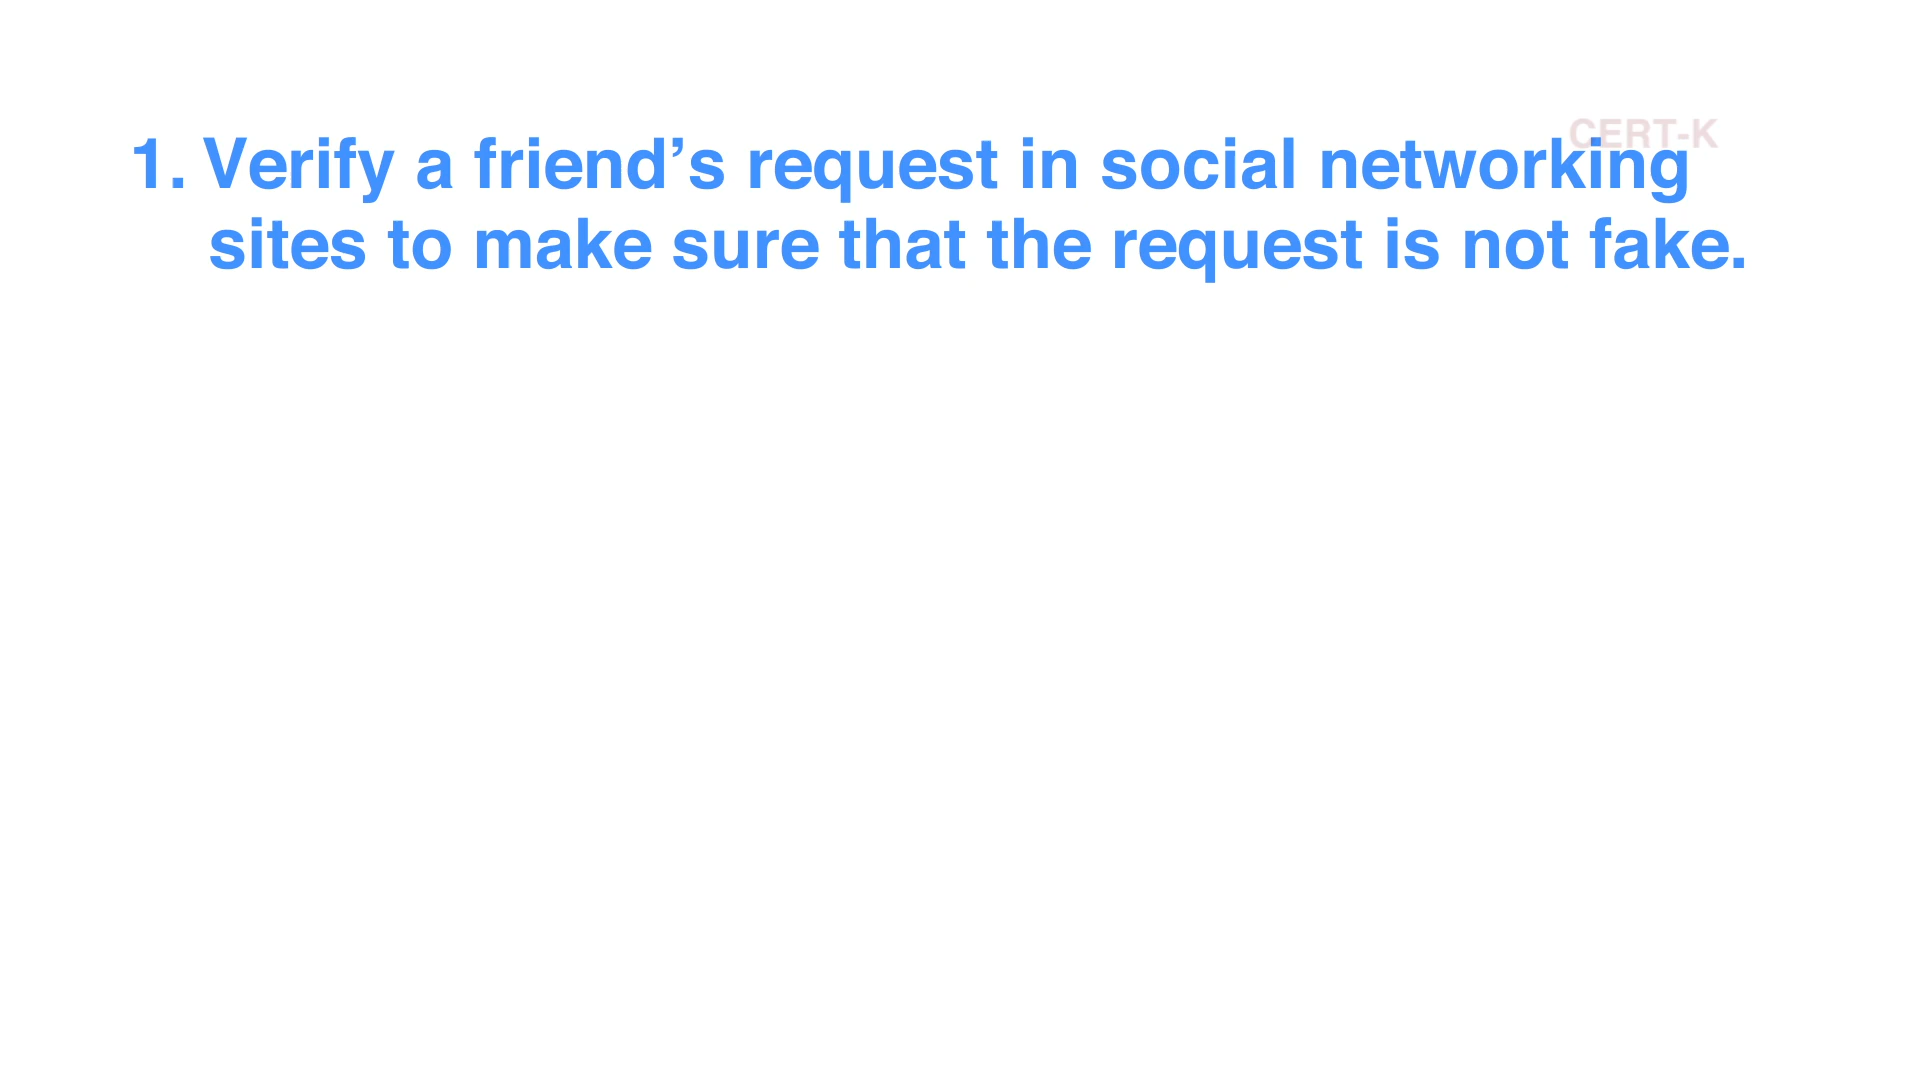 CERT-K
1. Verify a friend’s request in social networking
sites to make sure that the request is not fake.